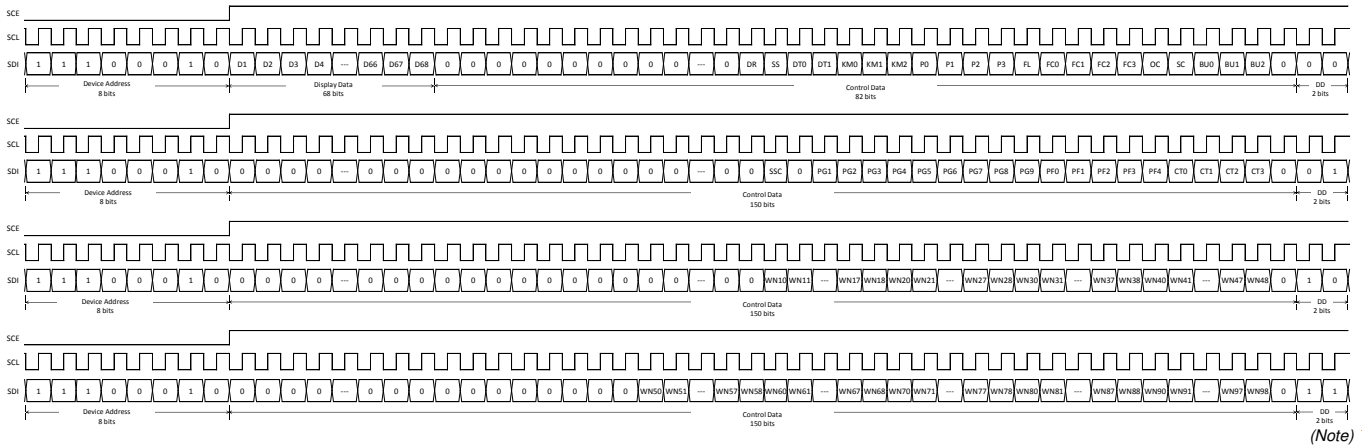 SCE
SCL
SDI 1 1 1 0 0 0 1 0 D1 D2 D3 D4 --- D66 D67 D68 0 0 0 0 0 0 0 0 0 0 --- 0 DR SS DT0 DT1 KM0 KM1 KM2 P0 P1 P2 P3 FL FC0 FC1 FC2 FC3 OC SC BU0 BU1 BU2 0 0 0
Device Address Display Data Control Data DD
8 bits 68 bits 82 bits 2 bits
SCE
SCL
SDI 1 1 1 0 0 0 1 0 0 0 0 0 --- 0 0 0 0 0 0 0 0 0 0 0 0 0 --- 0 0 SSC 0 PG1 PG2 PG3 PG4 PG5 PG6 PG7 PG8 PG9 PF0 PF1 PF2 PF3 PF4 CT0 CT1 CT2 CT3 0 0 1
Device Address Control Data DD
8 bits 150 bits 2 bits
SCE
SCL
SDI 1 1 1 0 0 0 1 0 0 0 0 0 --- 0 0 0 0 0 0 0 0 0 0 0 0 0 --- 0 0 WN10 WN11 --- WN17 WN18 WN20 WN21 --- WN27 WN28 WN30 WN31 --- WN37 WN38 WN40 WN41 --- WN47 WN48 0 1 0
Device Address Control Data DD
8 bits 150 bits 2 bits
SCE
SCL
SDI 1 1 1 0 0 0 1 0 0 0 0 0 --- 0 0 0 0 0 0 0 0 0 0 0 WN50 WN51 --- WN57 WN58 WN60 WN61 --- WN67 WN68 WN70 WN71 --- WN77 WN78 WN80 WN81 --- WN87 WN88 WN90 WN91 --- WN97 WN98 0 1 1
Device Address Control Data DD
8 bits 150 bits 2 bits
(Note)